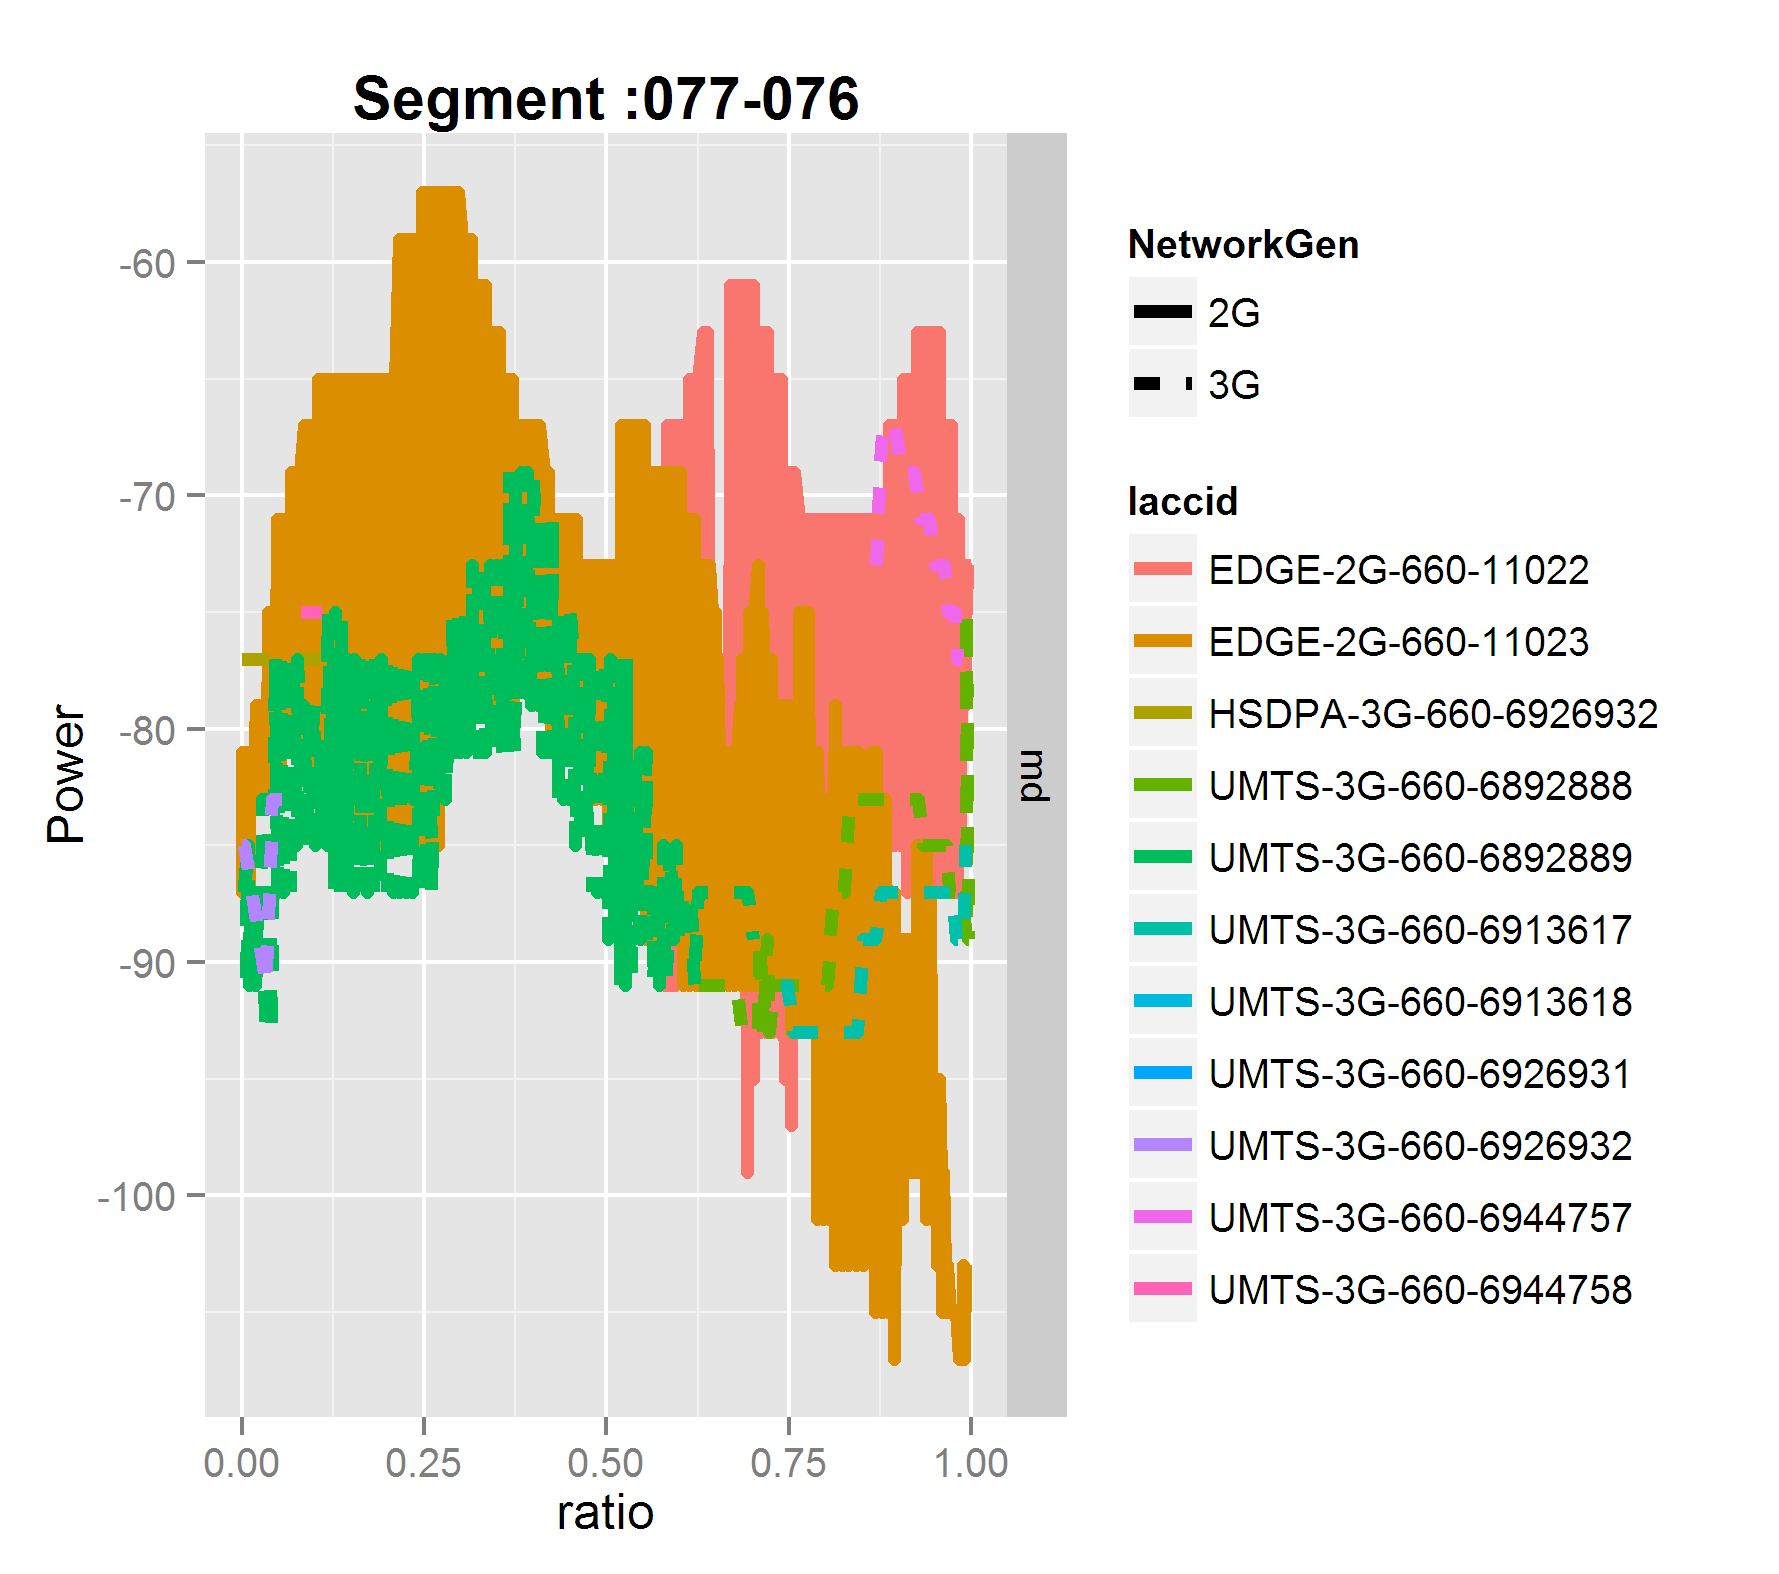 Segment :077-076
Power
-60
-70
-80
-90
-100
0.00 0.25 0.50 0.75 1.00
ratio
md
NetworkGen
2G
3G
laccid
EDGE-2G-660-11022
EDGE-2G-660-11023
HSDPA-3G-660-6926932
UMTS-3G-660-6892888
UMTS-3G-660-6892889
UMTS-3G-660-6913617
UMTS-3G-660-6913618
UMTS-3G-660-6926931
UMTS-3G-660-6926932
UMTS-3G-660-6944757
UMTS-3G-660-6944758